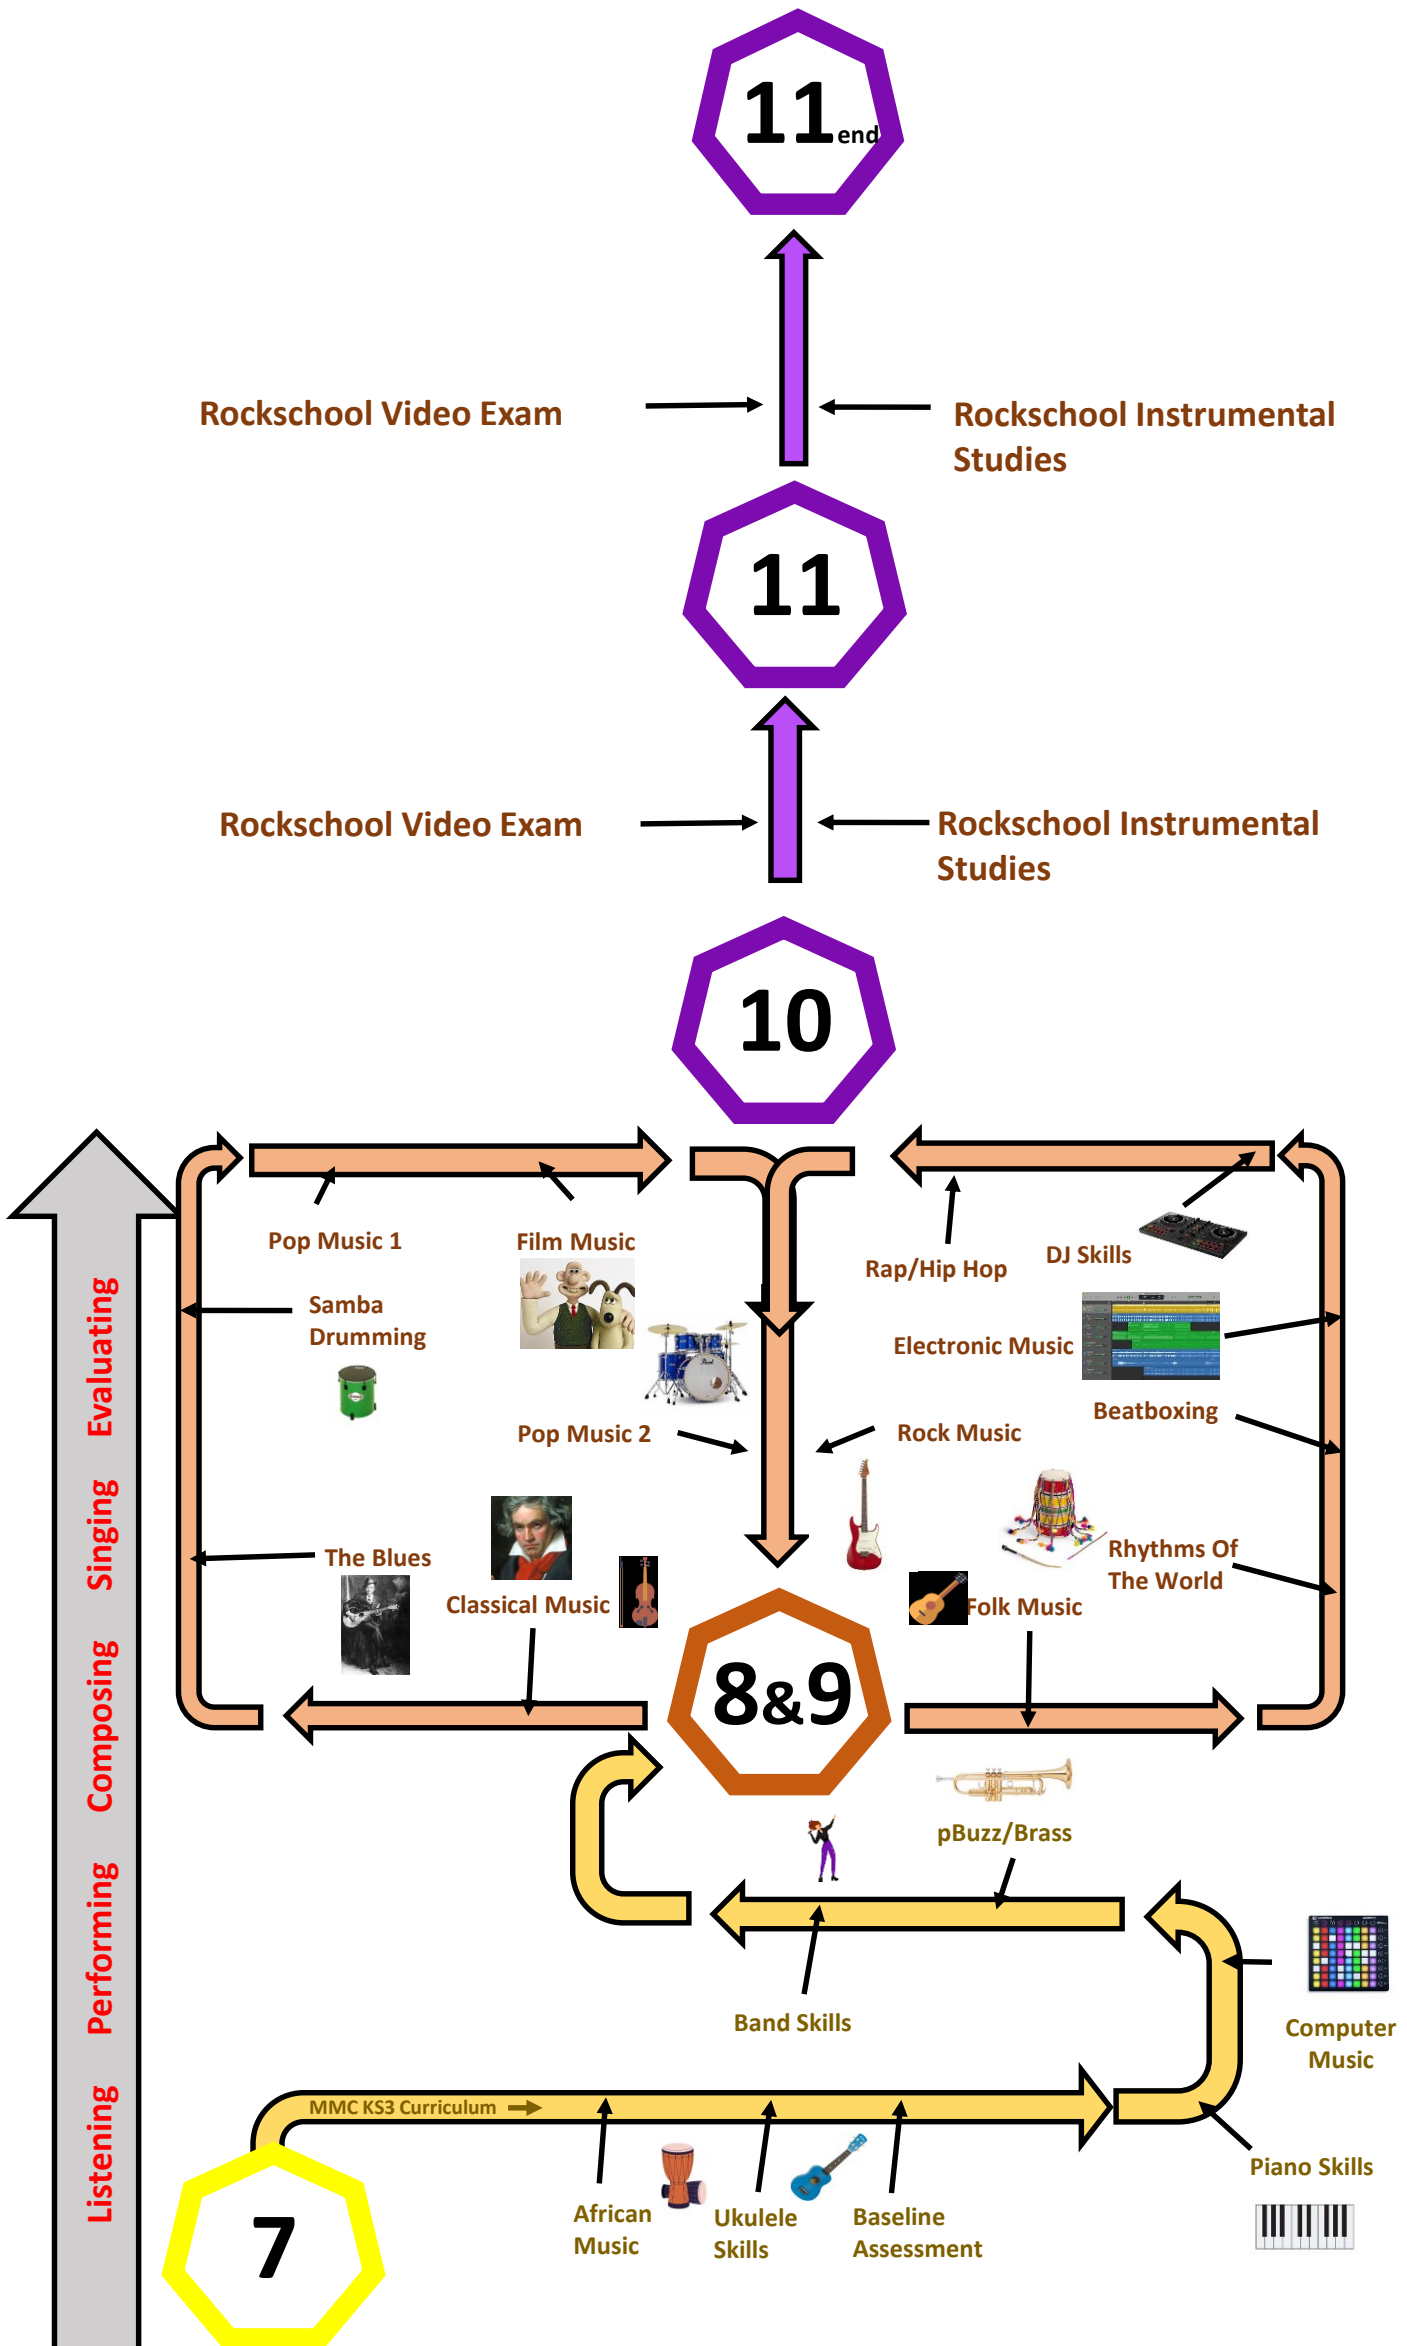 11 end
Rockschool Video Exam
Rockschool Instrumental
Studies
11
Rockschool Video Exam
Rockschool Instrumental
Studies
10
Pop Music 1
Film Music
Rap/Hip Hop
DJ Skills
Samba
Drumming
Electronic Music
Beatboxing
Pop Music 2
Rock Music
The Blues
Classical Music
Folk Music
Rhythms Of
The World
8&9
pBuzz/Brass
Band Skills
Computer
Music
MMC KS3 Curriculum
Piano Skills
African
Music
Ukulele
Skills
Baseline
Assessment
7
Listening Performing Composing Singing Evaluating